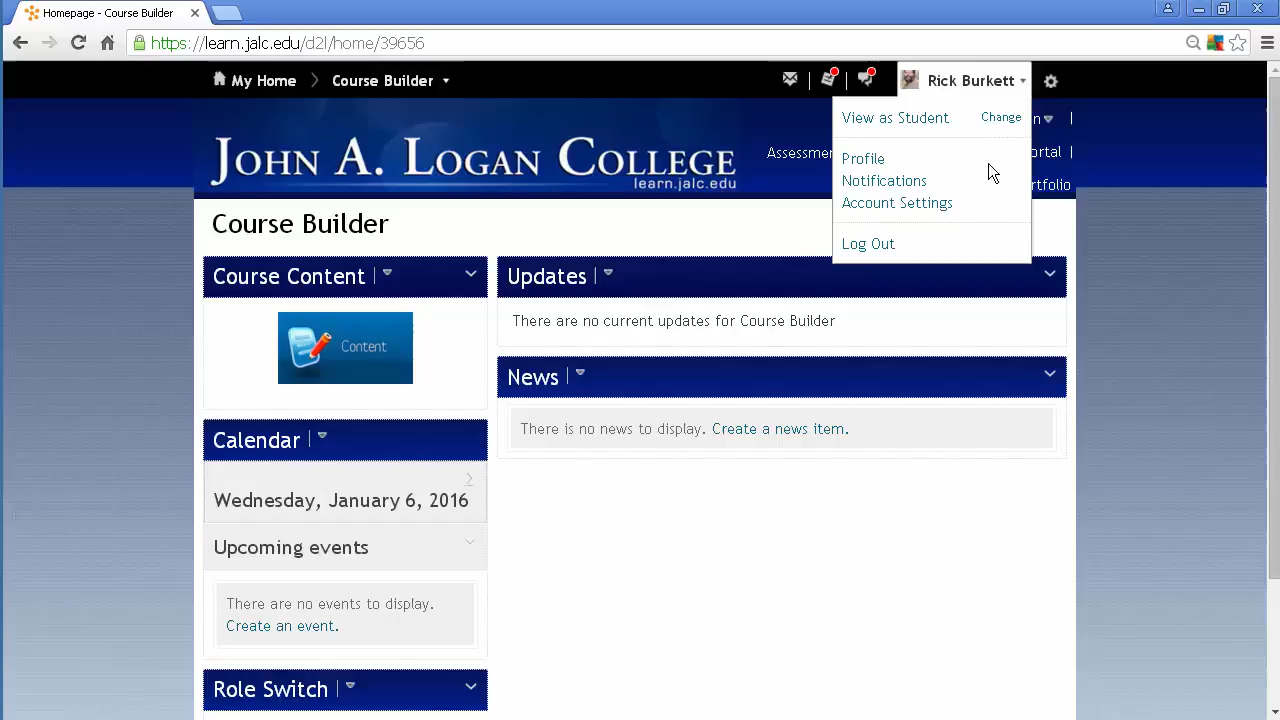 Homepage - Course Builder
https://learn.jalc.edu/d2l/home/39656
My Home
Course Builder
Rick Burkett
View as Student
Change
Profile
Notifications
Account Settings
Log Out
JOHN A. LOGAN COLLEGE
learn.jalc.edu
Course Builder
Course Content
Content
Calendar
Wednesday, January 6, 2016
Upcoming events
There are no events to display.
Create an event.
Role Switch
Updates
There are no current updates for Course Builder
News
There is no news to display. Create a news item.